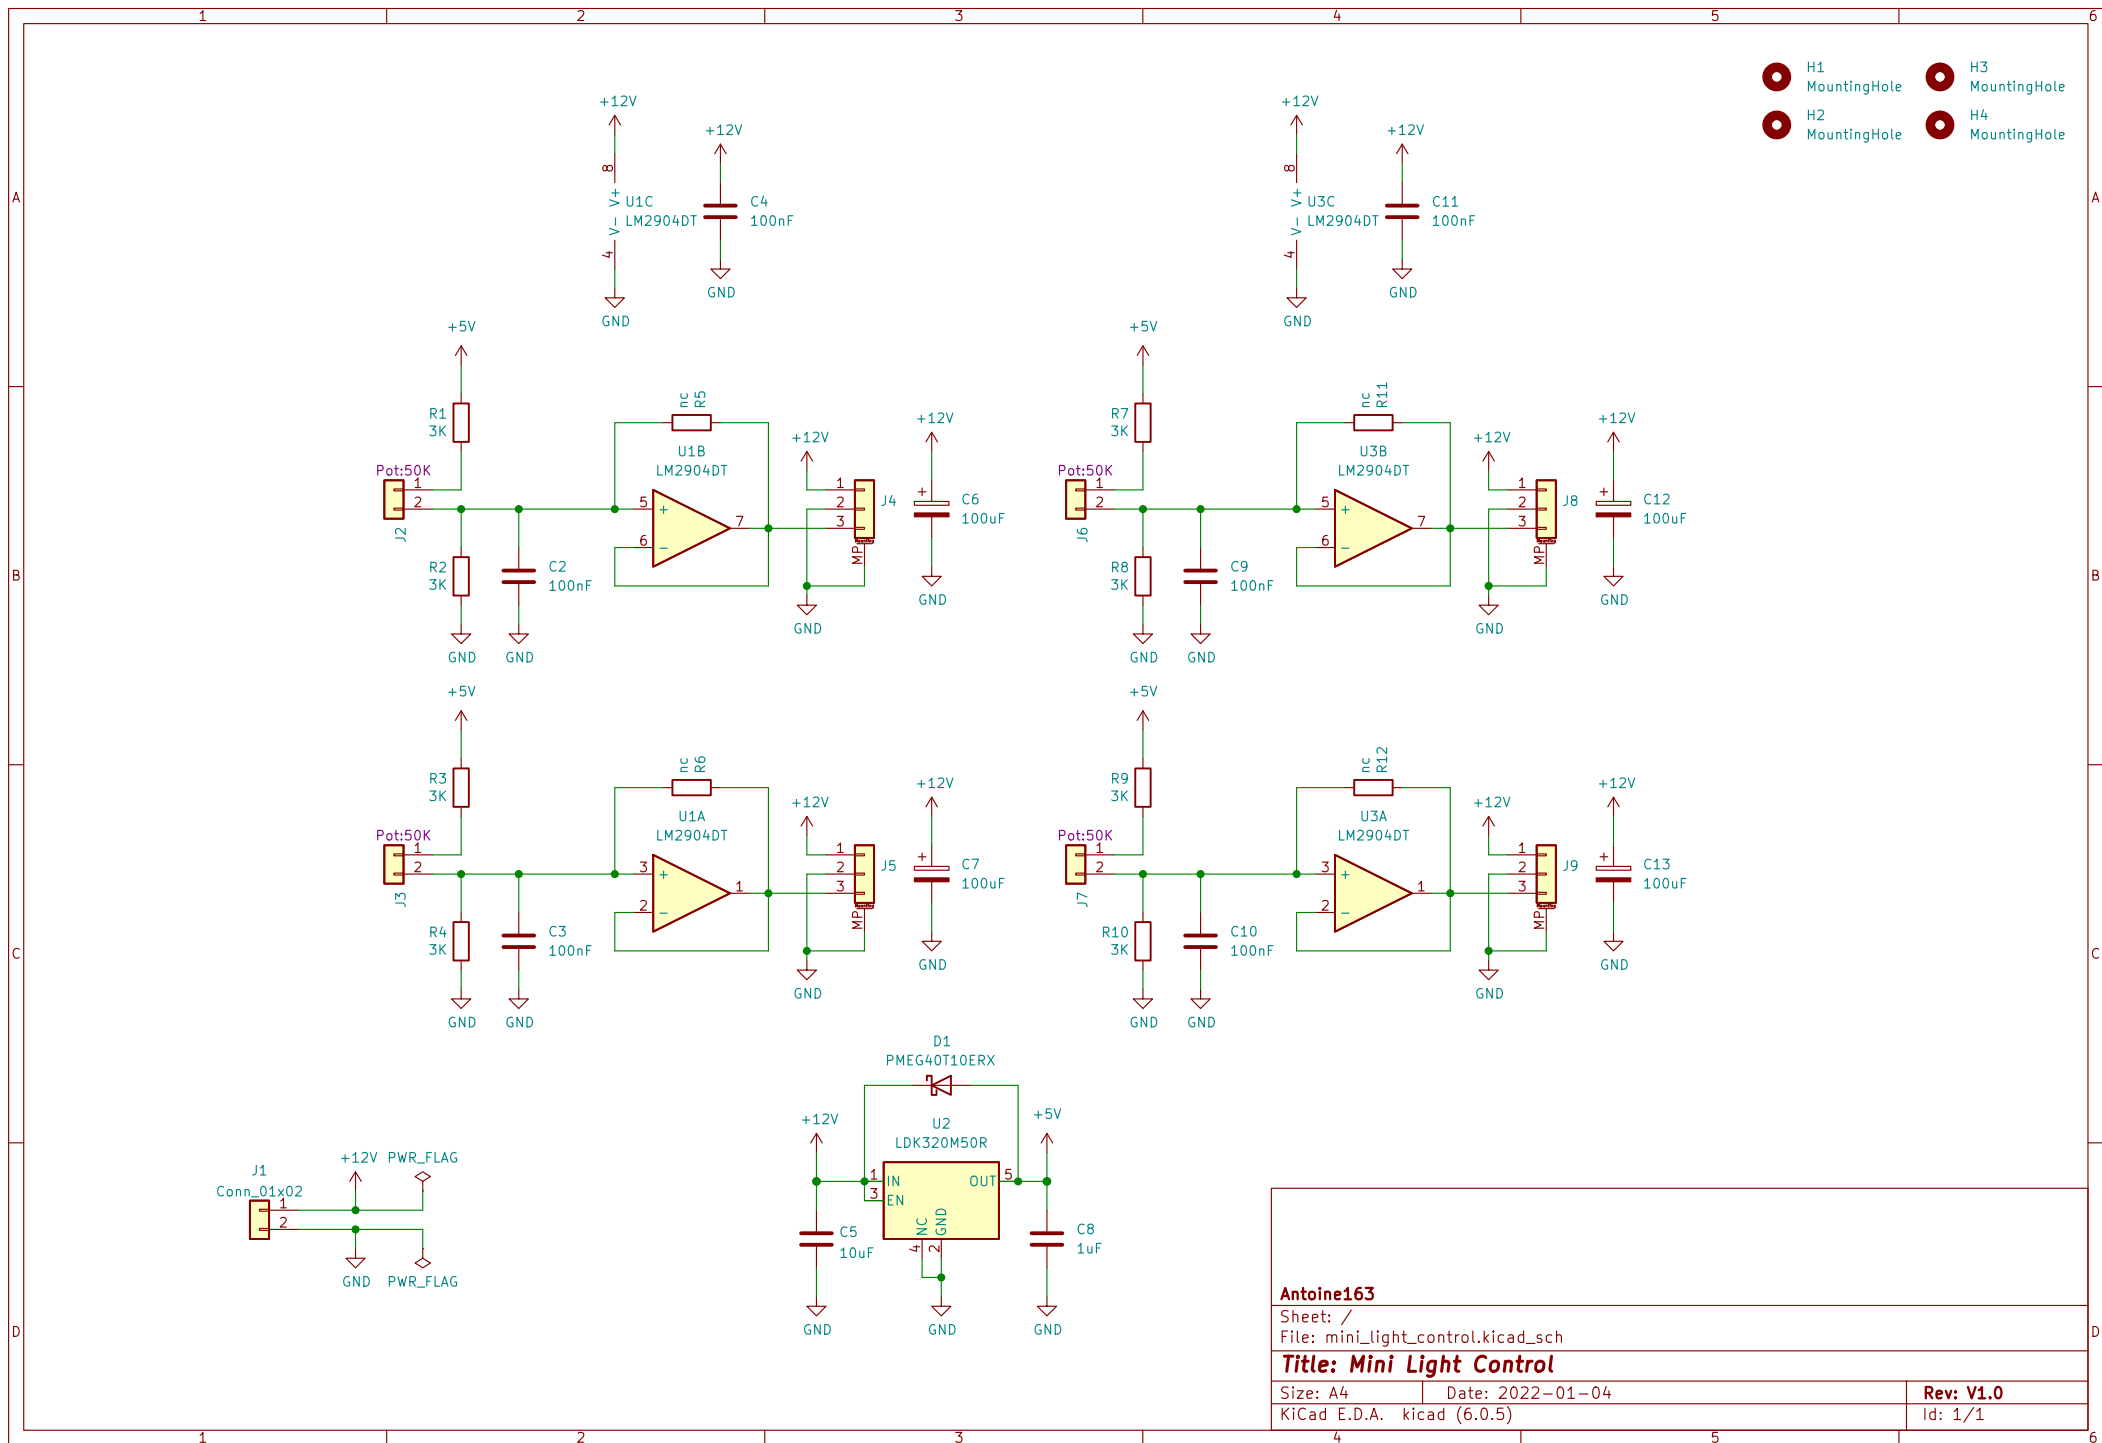 1 2 3 4 5 6
H1
MountingHole
H3
MountingHole
H2
MountingHole
H4
MountingHole
A
A
+12V
8
V+
V-
4
U1C
LM2904DT
GND
+12V
C4
100nF
GND
+12V
8
V+
V-
4
U3C
LM2904DT
GND
+12V
C11
100nF
GND
+5V
R1
3K
Pot:50K
1
2
J2
R2
3K
GND
C2
100nF
GND
nc
R5
U1B
LM2904DT
5
+
6
-
7
+12V
1
2
3
J4
MP
GND
+12V
+
C6
100uF
GND
+5V
R7
3K
Pot:50K
1
2
J6
R8
3K
GND
C9
100nF
GND
nc
R11
U3B
LM2904DT
5
+
6
-
7
+12V
1
2
3
J8
MP
GND
+12V
+
C12
100uF
GND
B
B
+5V
R3
3K
Pot:50K
1
2
J3
R4
3K
GND
C3
100nF
GND
nc
R6
U1A
LM2904DT
3
+
2
-
1
+12V
1
2
3
J5
MP
GND
+12V
+
C7
100uF
GND
+5V
R9
3K
Pot:50K
1
2
J7
R10
3K
GND
C10
100nF
GND
nc
R12
U3A
LM2904DT
3
+
2
-
1
+12V
1
2
3
J9
MP
GND
+12V
+
C13
100uF
GND
C
C
J1
Conn_01x02
1
2
+12V
PWR_FLAG
GND
PWR_FLAG
D1
PMEG40T10ERX
U2
LDK320M50R
+12V
1
IN
3
EN
OUT
5
NC
GND
4
2
+5V
C5
10uF
C8
1uF
GND
GND
GND
D
D
Antoine163
Sheet: /
File: mini_light_control.kicad_sch
Title: Mini Light Control
Size: A4
Date: 2022-01-04
Rev: V1.0
KiCad E.D.A.  kicad (6.0.5)
Id: 1/1
1 2 3 4 5 6